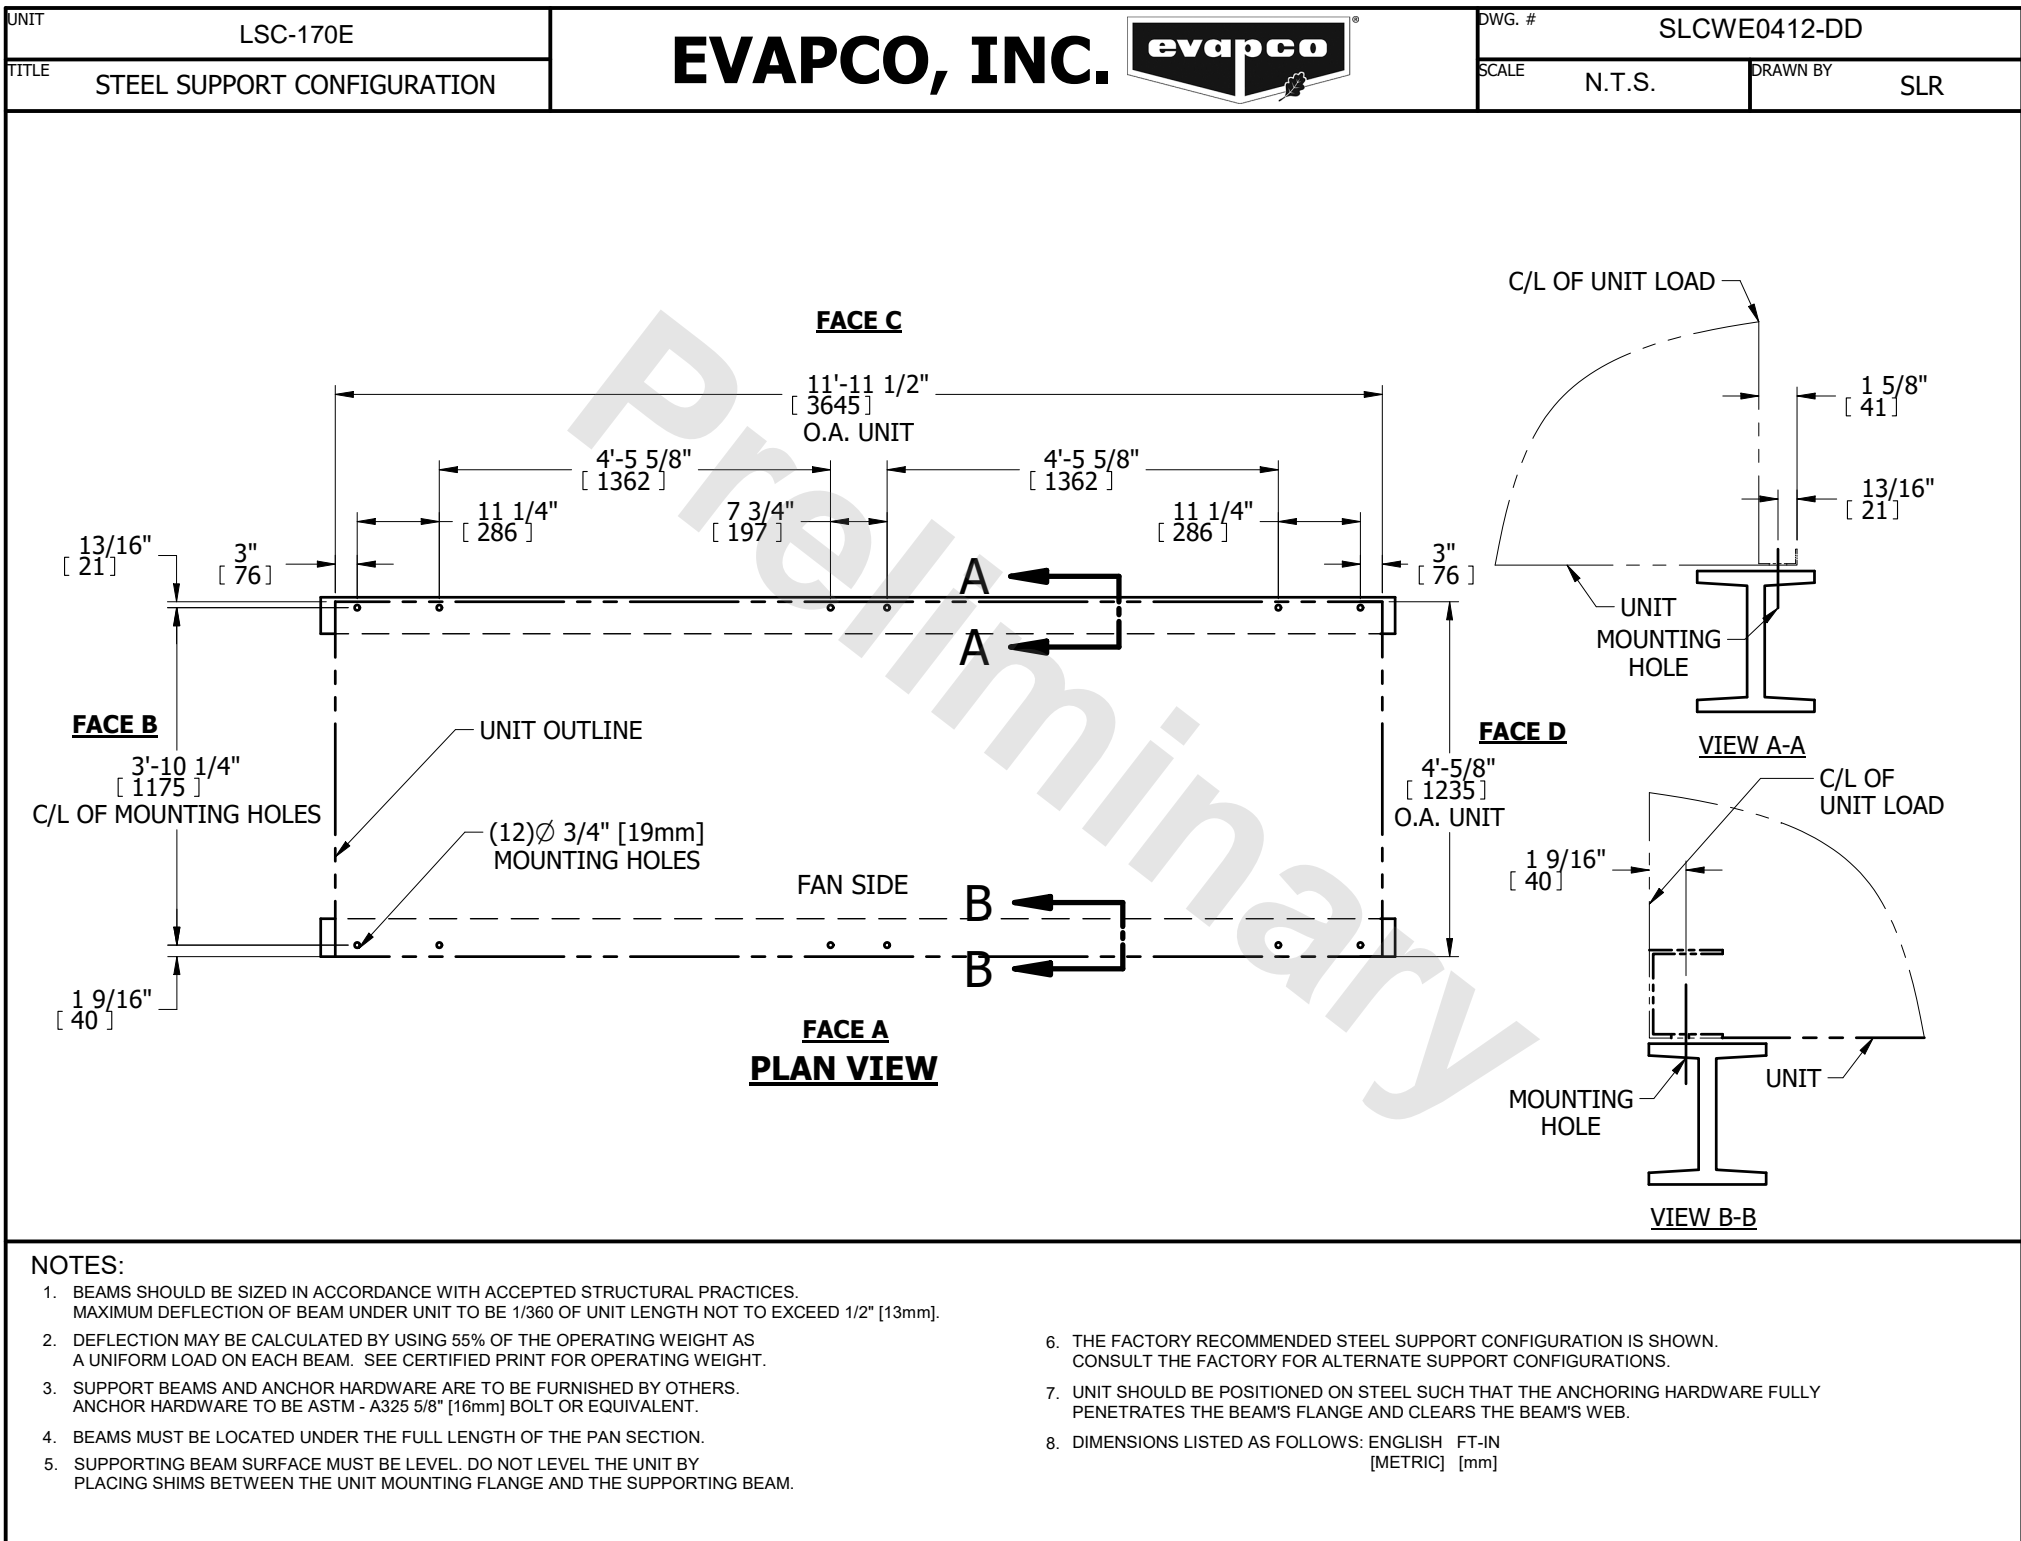 UNIT
LSC-170E
TITLE
STEEL SUPPORT CONFIGURATION
EVAPCO, INC.
evapco
®
DWG. #
SLCWE0412-DD
SCALE
N.T.S.
DRAWN BY
SLR
Preliminary
FACE C
11'-11 1/2"
[ 3645 ]
O.A. UNIT
4'-5 5/8"
[ 1362 ]
4'-5 5/8"
[ 1362 ]
11 1/4"
[ 286 ]
7 3/4"
[ 197 ]
11 1/4"
[ 286 ]
13/16"
[ 21 ]
3"
[ 76 ]
3"
[ 76 ]
A
A
FACE B
3'-10 1/4"
[ 1175 ]
C/L OF MOUNTING HOLES
UNIT OUTLINE
(12)Ø 3/4" [19mm]
MOUNTING HOLES
FAN SIDE
B
B
FACE D
4'-5/8"
[ 1235 ]
O.A. UNIT
1 9/16"
[ 40 ]
FACE A
PLAN VIEW
C/L OF UNIT LOAD
1 5/8"
[ 41 ]
13/16"
[ 21 ]
UNIT
MOUNTING
HOLE
VIEW A-A
C/L OF
UNIT LOAD
1 9/16"
[ 40 ]
UNIT
MOUNTING
HOLE
VIEW B-B
NOTES:
1. BEAMS SHOULD BE SIZED IN ACCORDANCE WITH ACCEPTED STRUCTURAL PRACTICES.
MAXIMUM DEFLECTION OF BEAM UNDER UNIT TO BE 1/360 OF UNIT LENGTH NOT TO EXCEED 1/2" [13mm].
2. DEFLECTION MAY BE CALCULATED BY USING 55% OF THE OPERATING WEIGHT AS
A UNIFORM LOAD ON EACH BEAM. SEE CERTIFIED PRINT FOR OPERATING WEIGHT.
3. SUPPORT BEAMS AND ANCHOR HARDWARE ARE TO BE FURNISHED BY OTHERS.
ANCHOR HARDWARE TO BE ASTM - A325 5/8" [16mm] BOLT OR EQUIVALENT.
4. BEAMS MUST BE LOCATED UNDER THE FULL LENGTH OF THE PAN SECTION.
5. SUPPORTING BEAM SURFACE MUST BE LEVEL. DO NOT LEVEL THE UNIT BY
PLACING SHIMS BETWEEN THE UNIT MOUNTING FLANGE AND THE SUPPORTING BEAM.
6. THE FACTORY RECOMMENDED STEEL SUPPORT CONFIGURATION IS SHOWN.
CONSULT THE FACTORY FOR ALTERNATE SUPPORT CONFIGURATIONS.
7. UNIT SHOULD BE POSITIONED ON STEEL SUCH THAT THE ANCHORING HARDWARE FULLY
PENETRATES THE BEAM'S FLANGE AND CLEARS THE BEAM'S WEB.
8. DIMENSIONS LISTED AS FOLLOWS: ENGLISH FT-IN
[METRIC] [mm]